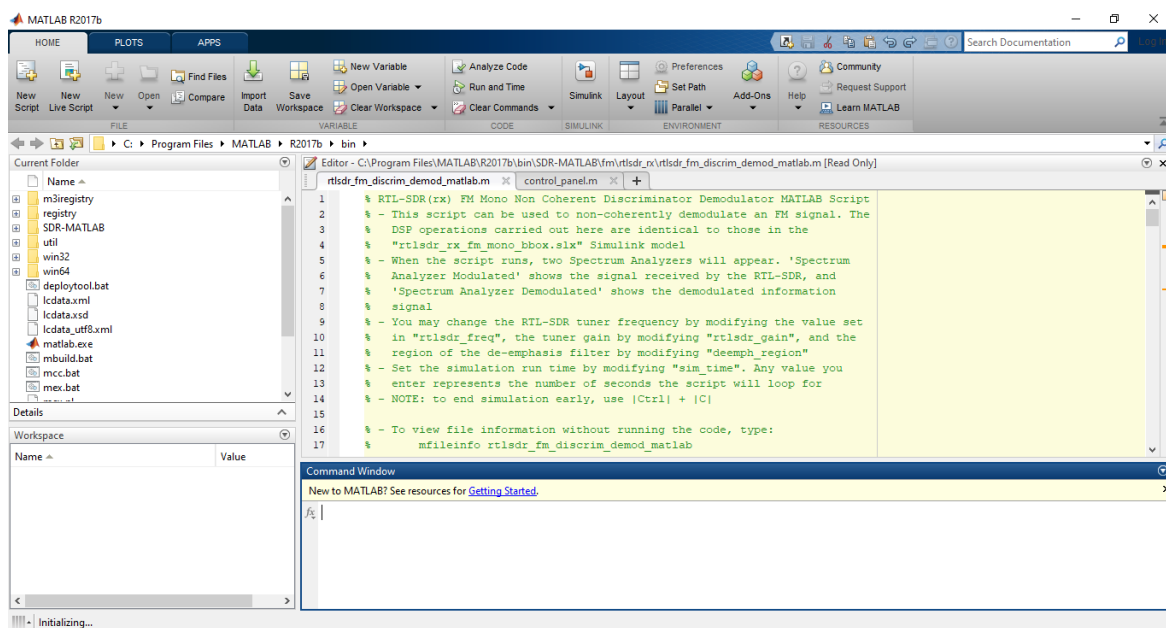 MATLAB R2017b
HOME PLOTS APPS
Search Documentation Log In
New Script
New Live Script
New
Open
Find Files
Compare
Import Data
Save Workspace
New Variable
Open Variable
Clear Workspace
Analyze Code
Run and Time
Clear Commands
Simulink
Layout
Preferences
Set Path
Parallel
Add-Ons
Help
Community
Request Support
Learn MATLAB
FILE VARIABLE CODE SIMULINK ENVIRONMENT RESOURCES
C: Program Files MATLAB R2017b bin
Current Folder
Name
m3iregistry
registry
SDR-MATLAB
util
win32
win64
deploytool.bat
lcdata.xml
lcdata.xsd
lcdata_utf8.xml
matlab.exe
mbuild.bat
mcc.bat
mex.bat
Details
Workspace
Name Value
Editor - C:\Program Files\MATLAB\R2017b\bin\SDR-MATLAB\fm\rtlsdr_rx\rtlsdr_fm_discrim_demod_matlab.m [Read Only]
rtlsdr_fm_discrim_demod_matlab.m control_panel.m
1 % RTL-SDR(rx) FM Mono Non Coherent Discriminator Demodulator MATLAB Script
2 % - This script can be used to non-coherently demodulate an FM signal. The
3 % DSP operations carried out here are identical to those in the
4 % "rtlsdr_rx_fm_mono_bbox.slx" Simulink model
5 % - When the script runs, two Spectrum Analyzers will appear. 'Spectrum
6 % Analyzer Modulated' shows the signal received by the RTL-SDR, and
7 % 'Spectrum Analyzer Demodulated' shows the demodulated information
8 % signal
9 % - You may change the RTL-SDR tuner frequency by modifying the value set
10 % in "rtlsdr_freq", the tuner gain by modifying "rtlsdr_gain", and the
11 % region of the de-emphasis filter by modifying "deemph_region"
12 % - Set the simulation run time by modifying "sim_time". Any value you
13 % enter represents the number of seconds the script will loop for
14 % - NOTE: to end simulation early, use |Ctrl| + |C|
15
16 % - To view file information without running the code, type:
17 % mfileinfo rtlsdr_fm_discrim_demod_matlab
Command Window
New to MATLAB? See resources for Getting Started.
fx
Initializing...